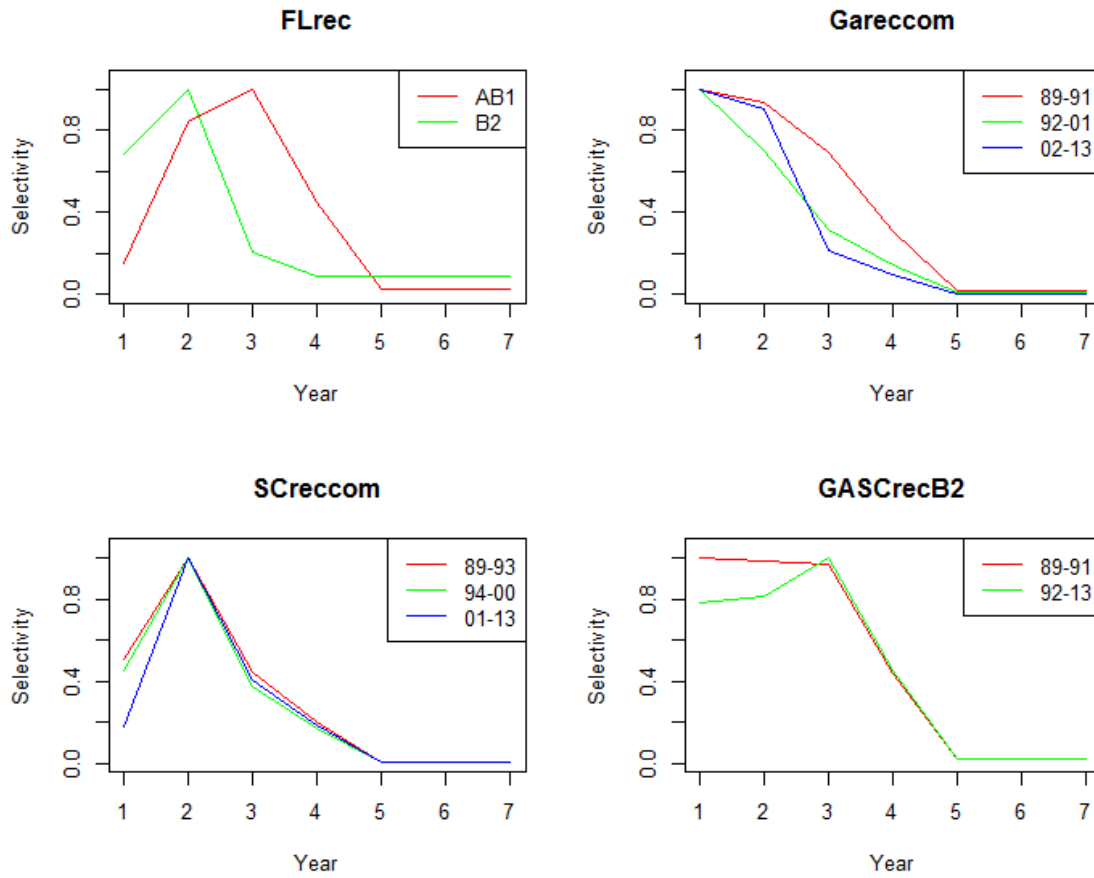 FLrec
Selectivity
0.0 0.4 0.8
AB1
B2
1 2 3 4 5 6 7
Year
Gareccom
Selectivity
0.0 0.4 0.8
89-91
92-01
02-13
1 2 3 4 5 6 7
Year
SCreccom
Selectivity
0.0 0.4 0.8
89-93
94-00
01-13
1 2 3 4 5 6 7
Year
GASCrecB2
Selectivity
0.0 0.4 0.8
89-91
92-13
1 2 3 4 5 6 7
Year